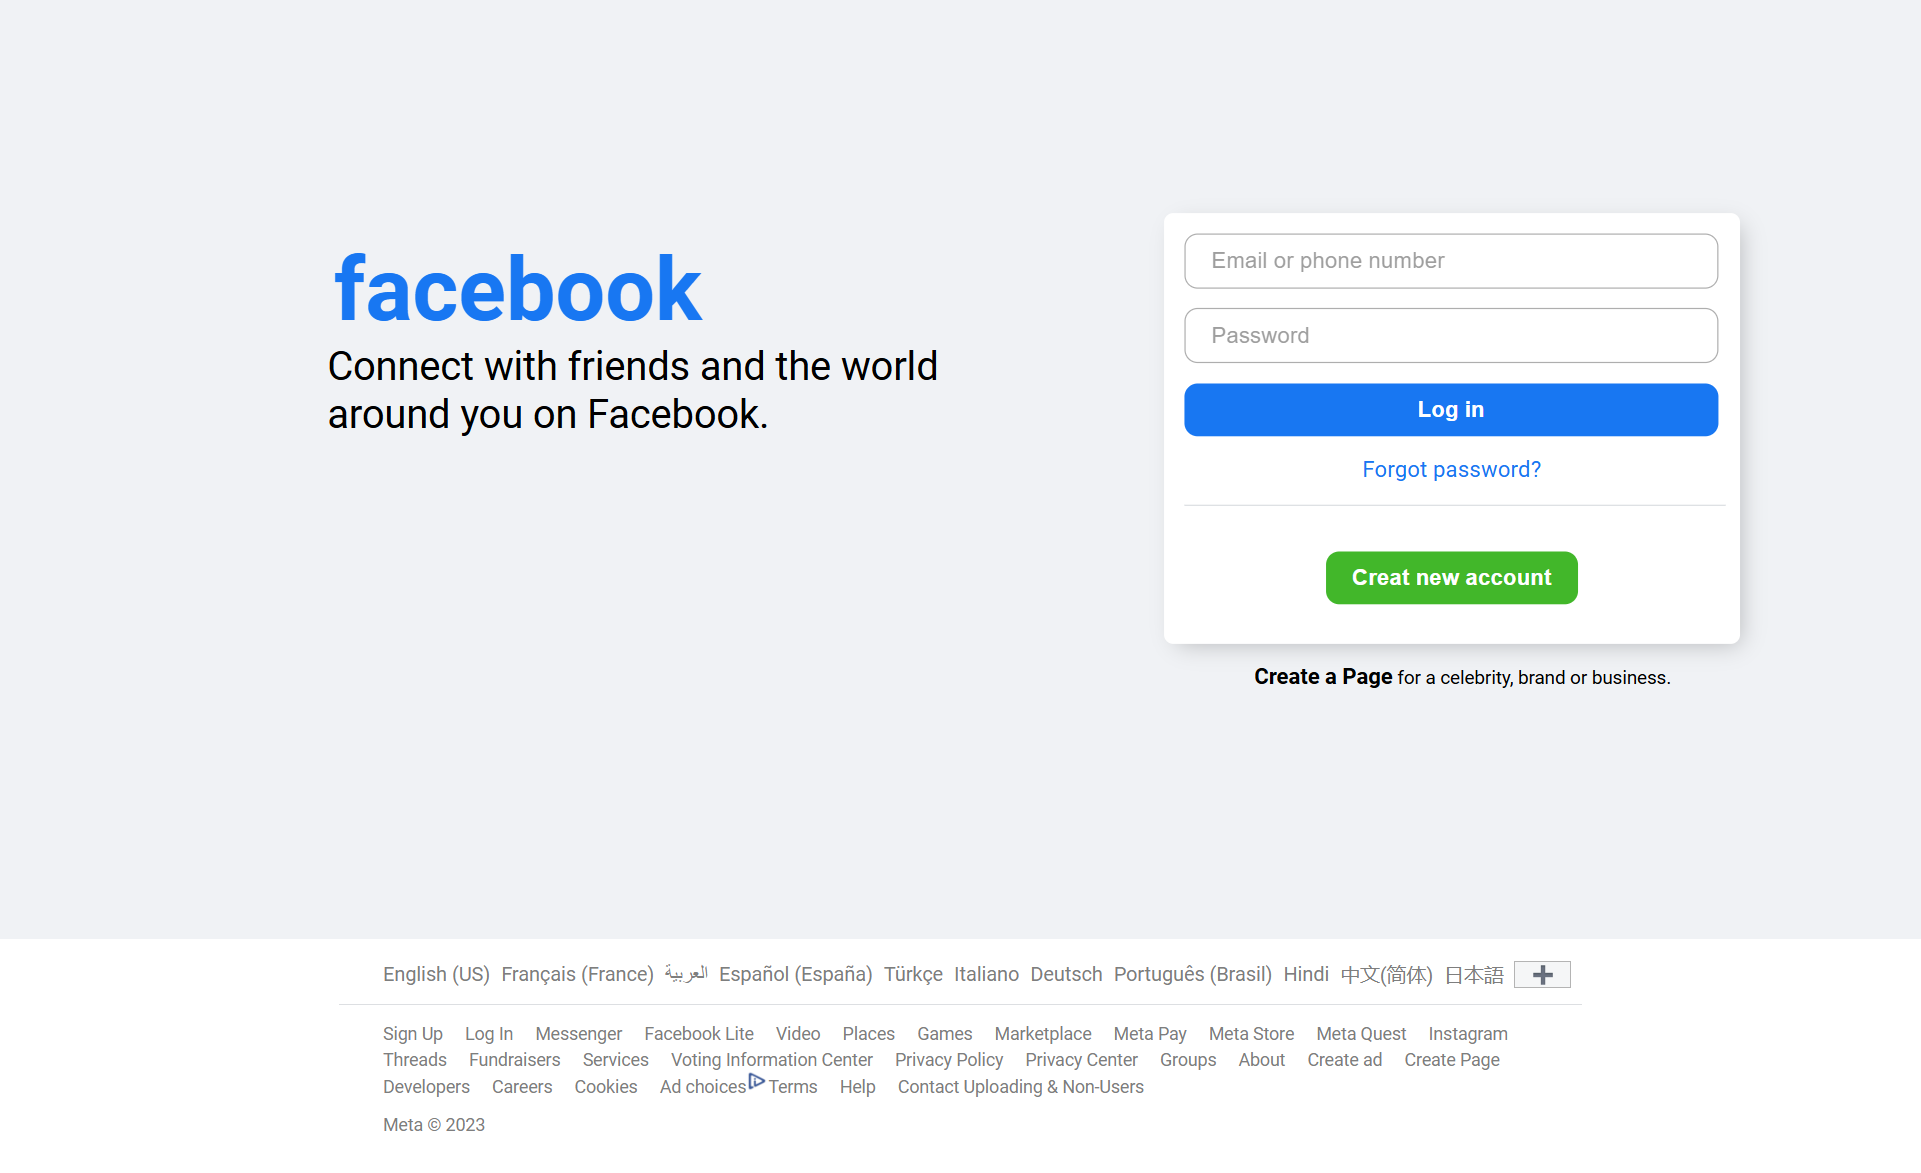 facebook
Connect with friends and the world
around you on Facebook.
Email or phone number
Password
Log in
Forgot password?
Creat new account
Create a Page for a celebrity, brand or business.
English (US) Français (France) العربية Español (España) Türkçe Italiano Deutsch Português (Brasil) Hindi 中文(简体) 日本語
Sign Up Log In Messenger Facebook Lite Video Places Games Marketplace Meta Pay Meta Store Meta Quest Instagram
Threads Fundraisers Services Voting Information Center Privacy Policy Privacy Center Groups About Create ad Create Page
Developers Careers Cookies Ad choices Terms Help Contact Uploading & Non-Users
Meta © 2023